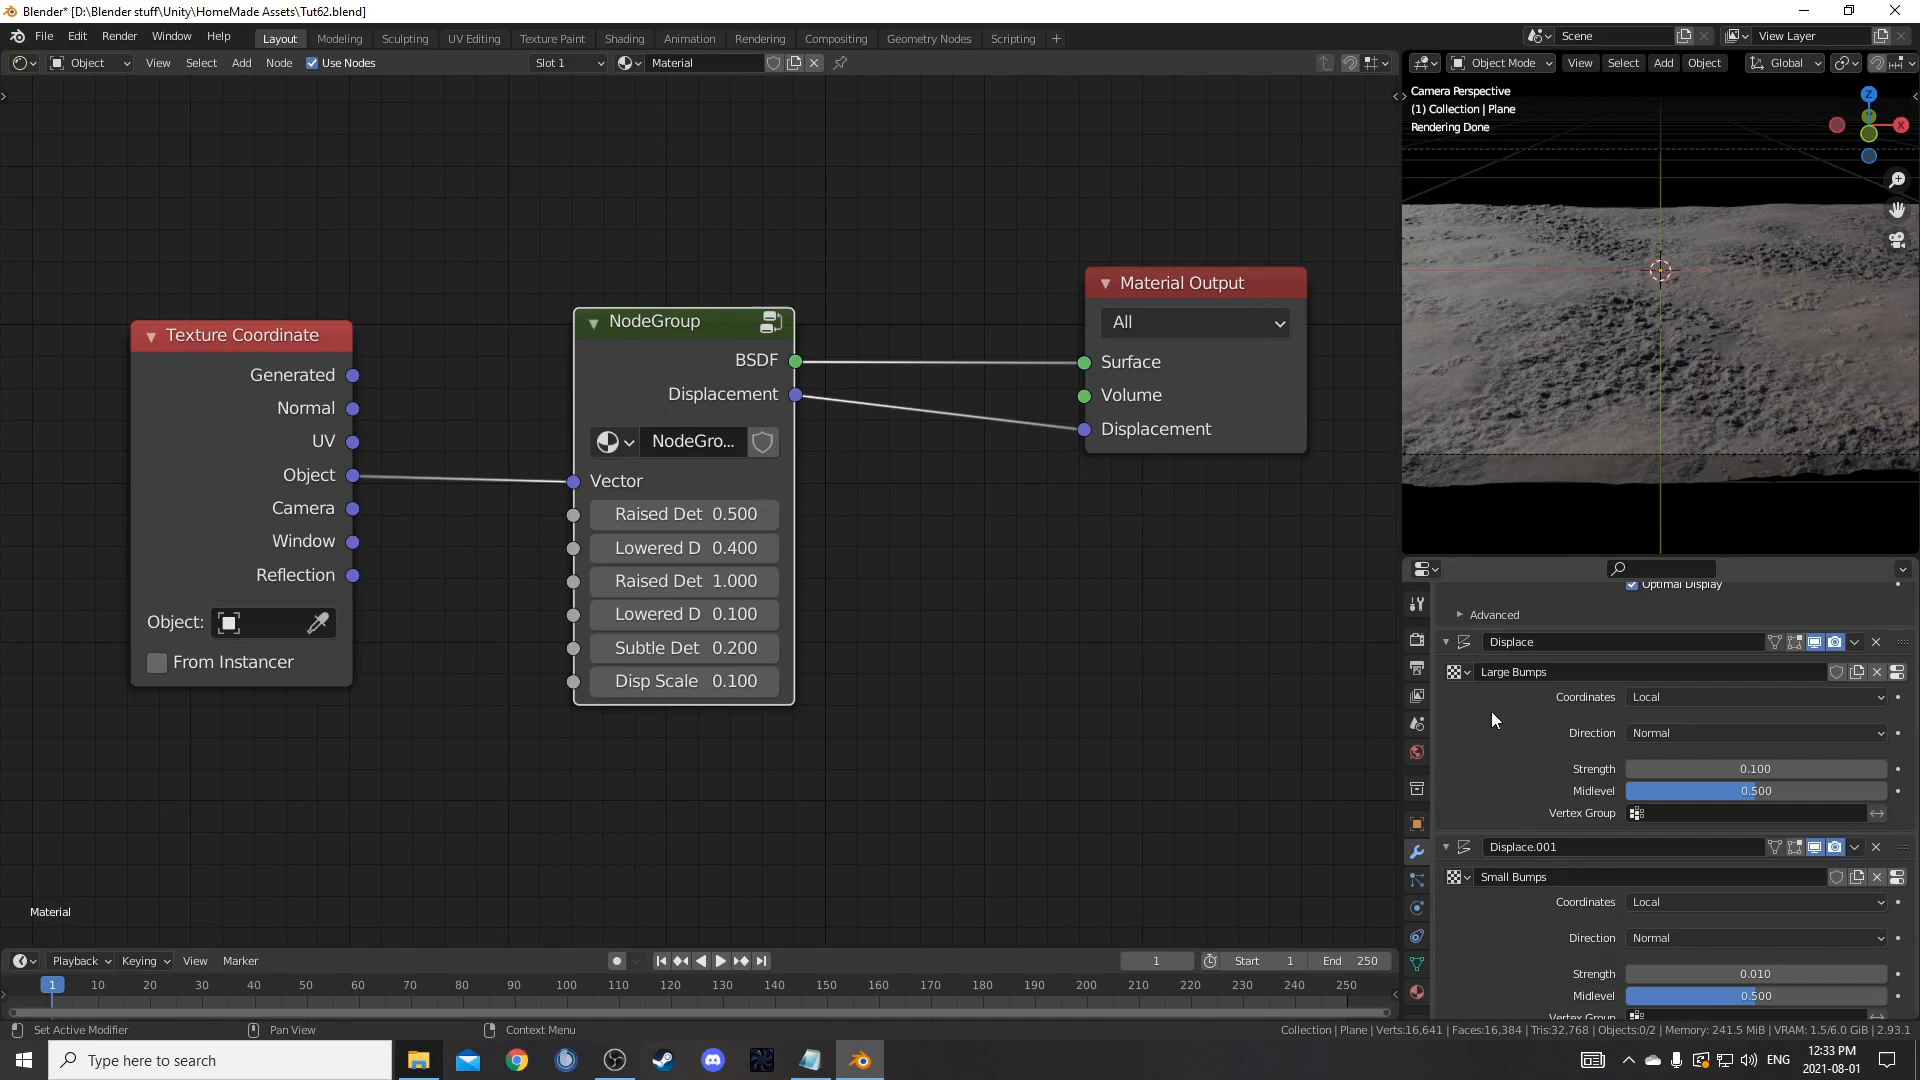 Blender* [D:\Blender stuff\Unity\HomeMade Assets\Tut62.blend]
File Edit Render Window Help
Layout Modeling Sculpting UV Editing Texture Paint Shading Animation Rendering Compositing Geometry Nodes Scripting +
Scene
View Layer
Object View Select Add Node Use Nodes
Slot 1
Material
Object Mode View Select Add Object Global
Camera Perspective
(1) Collection | Plane
Rendering Done
Z
Y
X
Texture Coordinate
Generated
Normal
UV
Object
Camera
Window
Reflection
Object:
From Instancer
NodeGroup
BSDF
Displacement
NodeGro...
Vector
Raised Det 0.500
Lowered D 0.400
Raised Det 1.000
Lowered D 0.100
Subtle Det 0.200
Disp Scale 0.100
Material Output
All
Surface
Volume
Displacement
Material
Optimal Display
Advanced
Displace
Large Bumps
Coordinates Local
Direction Normal
Strength 0.100
Midlevel 0.500
Vertex Group
Displace.001
Small Bumps
Coordinates Local
Direction Normal
Strength 0.010
Midlevel 0.500
Vertex Group
Playback Keying View Marker
1
Start 1
End 250
1 10 20 30 40 50 60 70 80 90 100 110 120 130 140 150 160 170 180 190 200 210 220 230 240 250
Set Active Modifier
Pan View
Context Menu
Collection | Plane | Verts:16,641 | Faces:16,384 | Tris:32,768 | Objects:0/2 | Memory: 241.5 MiB | VRAM: 1.5/6.0 GiB | 2.93.1
Type here to search
ENG
12:33 PM
2021-08-01